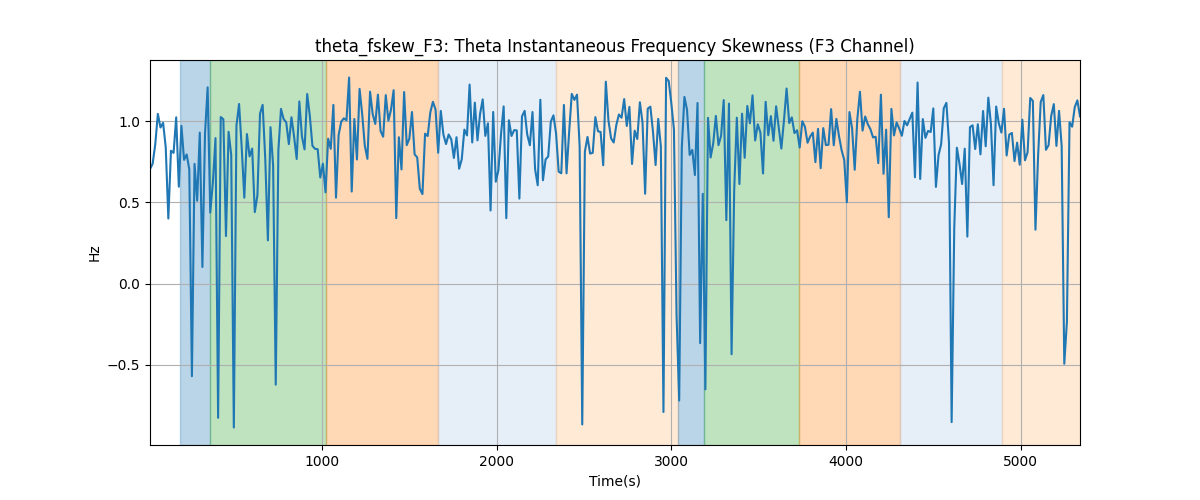 theta_fskew_F3: Theta Instantaneous Frequency Skewness (F3 Channel)
1.0
0.5
0.0
−0.5
Hz
1000 2000 3000 4000 5000
Time(s)